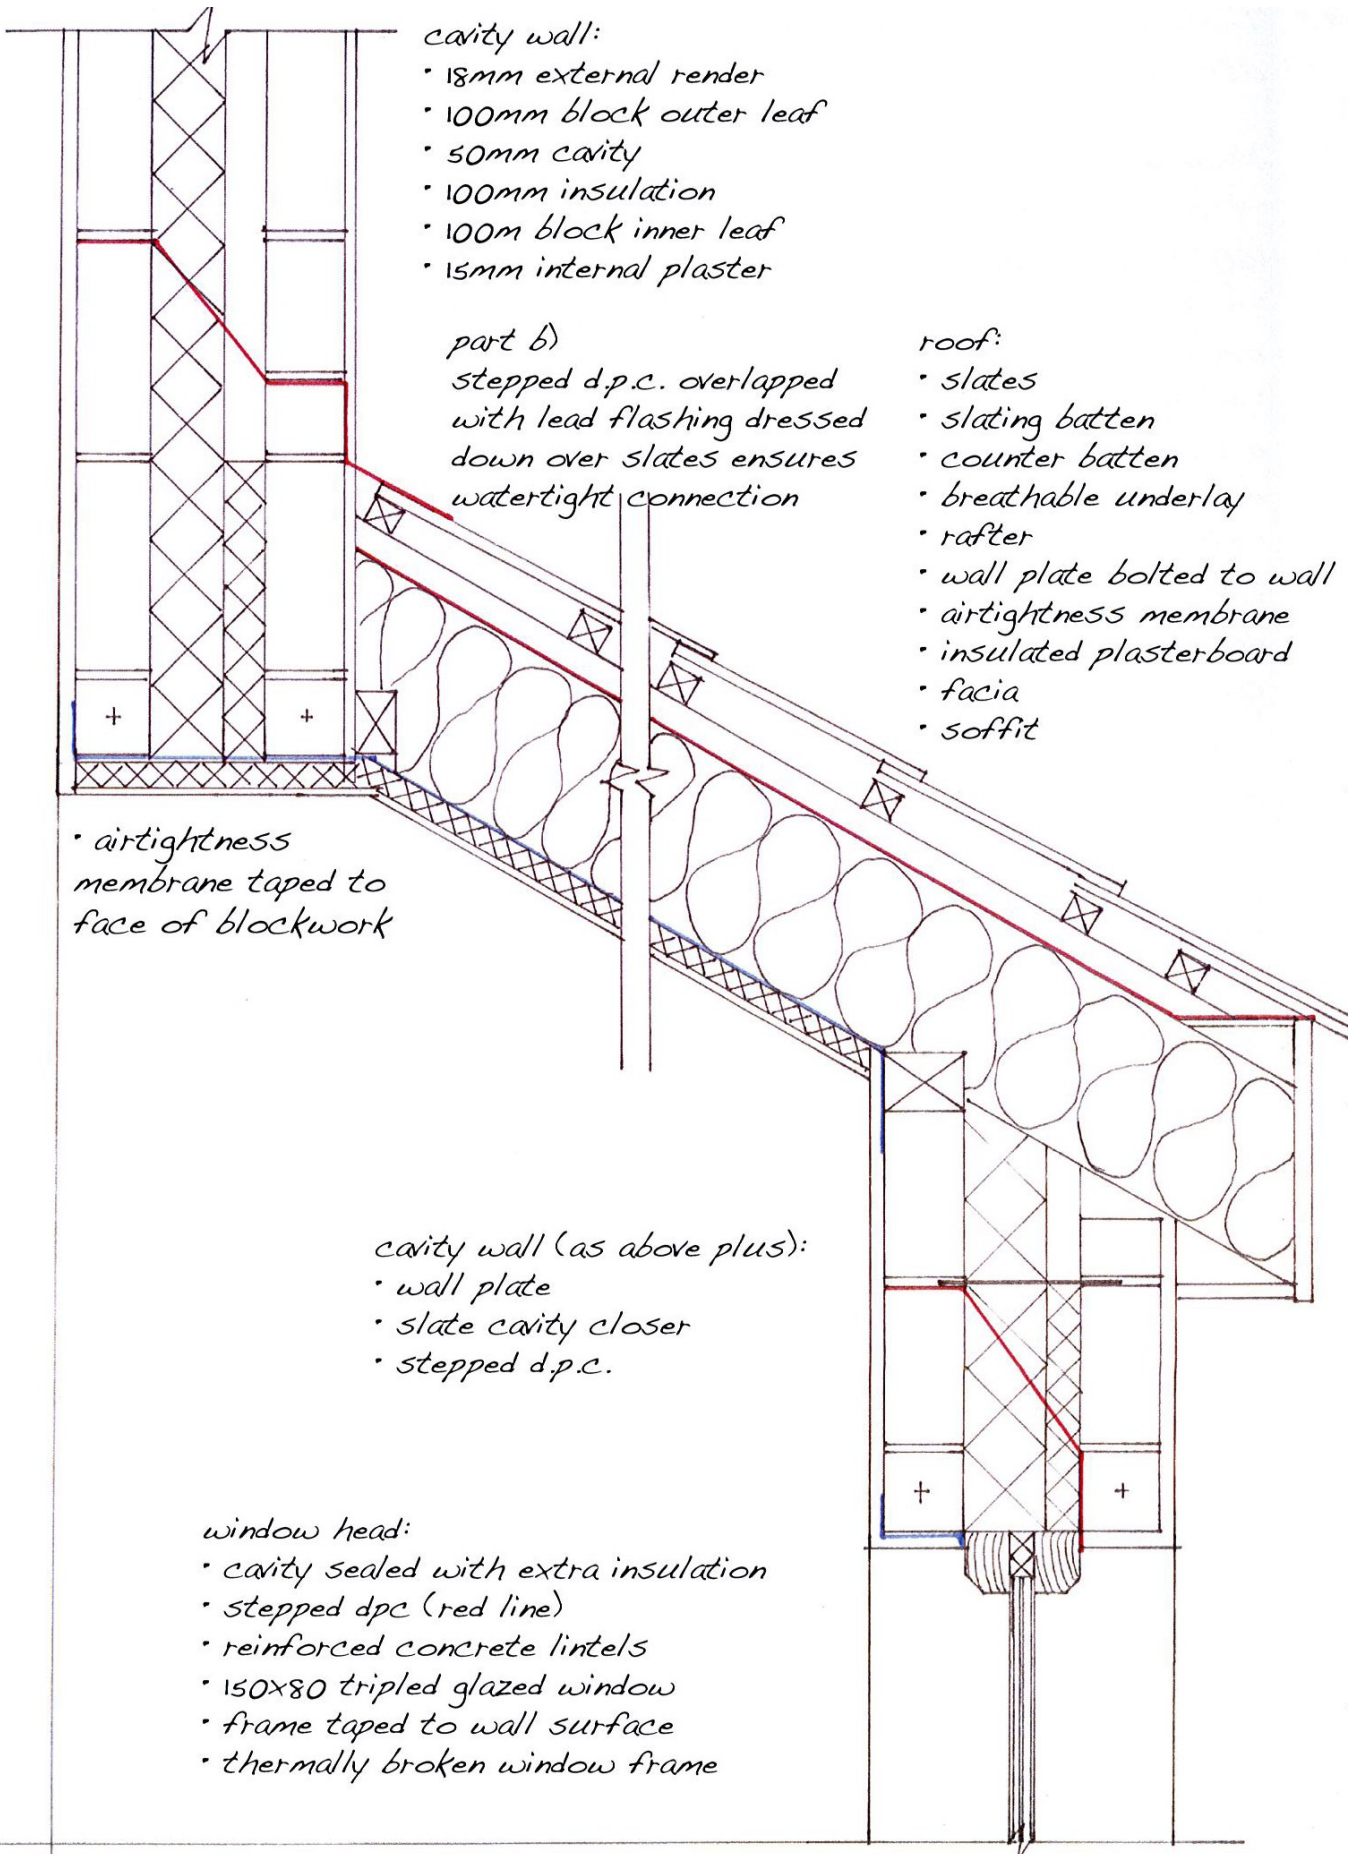 cavity wall:
· 18mm external render
· 100mm block outer leaf
· 50mm cavity
· 100mm insulation
· 100m block inner leaf
· 15mm internal plaster
part b)
stepped d.p.c. overlapped
with lead flashing dressed
down over slates ensures
watertight connection
roof:
· slates
· slating batten
· counter batten
· breathable underlay
· rafter
· wall plate bolted to wall
· airtightness membrane
· insulated plasterboard
· facia
· soffit
· airtightness
membrane taped to
face of blockwork
cavity wall (as above plus):
· wall plate
· slate cavity closer
· stepped d.p.c.
window head:
· cavity sealed with extra insulation
· stepped dpc (red line)
· reinforced concrete lintels
· 150x80 tripled glazed window
· frame taped to wall surface
· thermally broken window frame